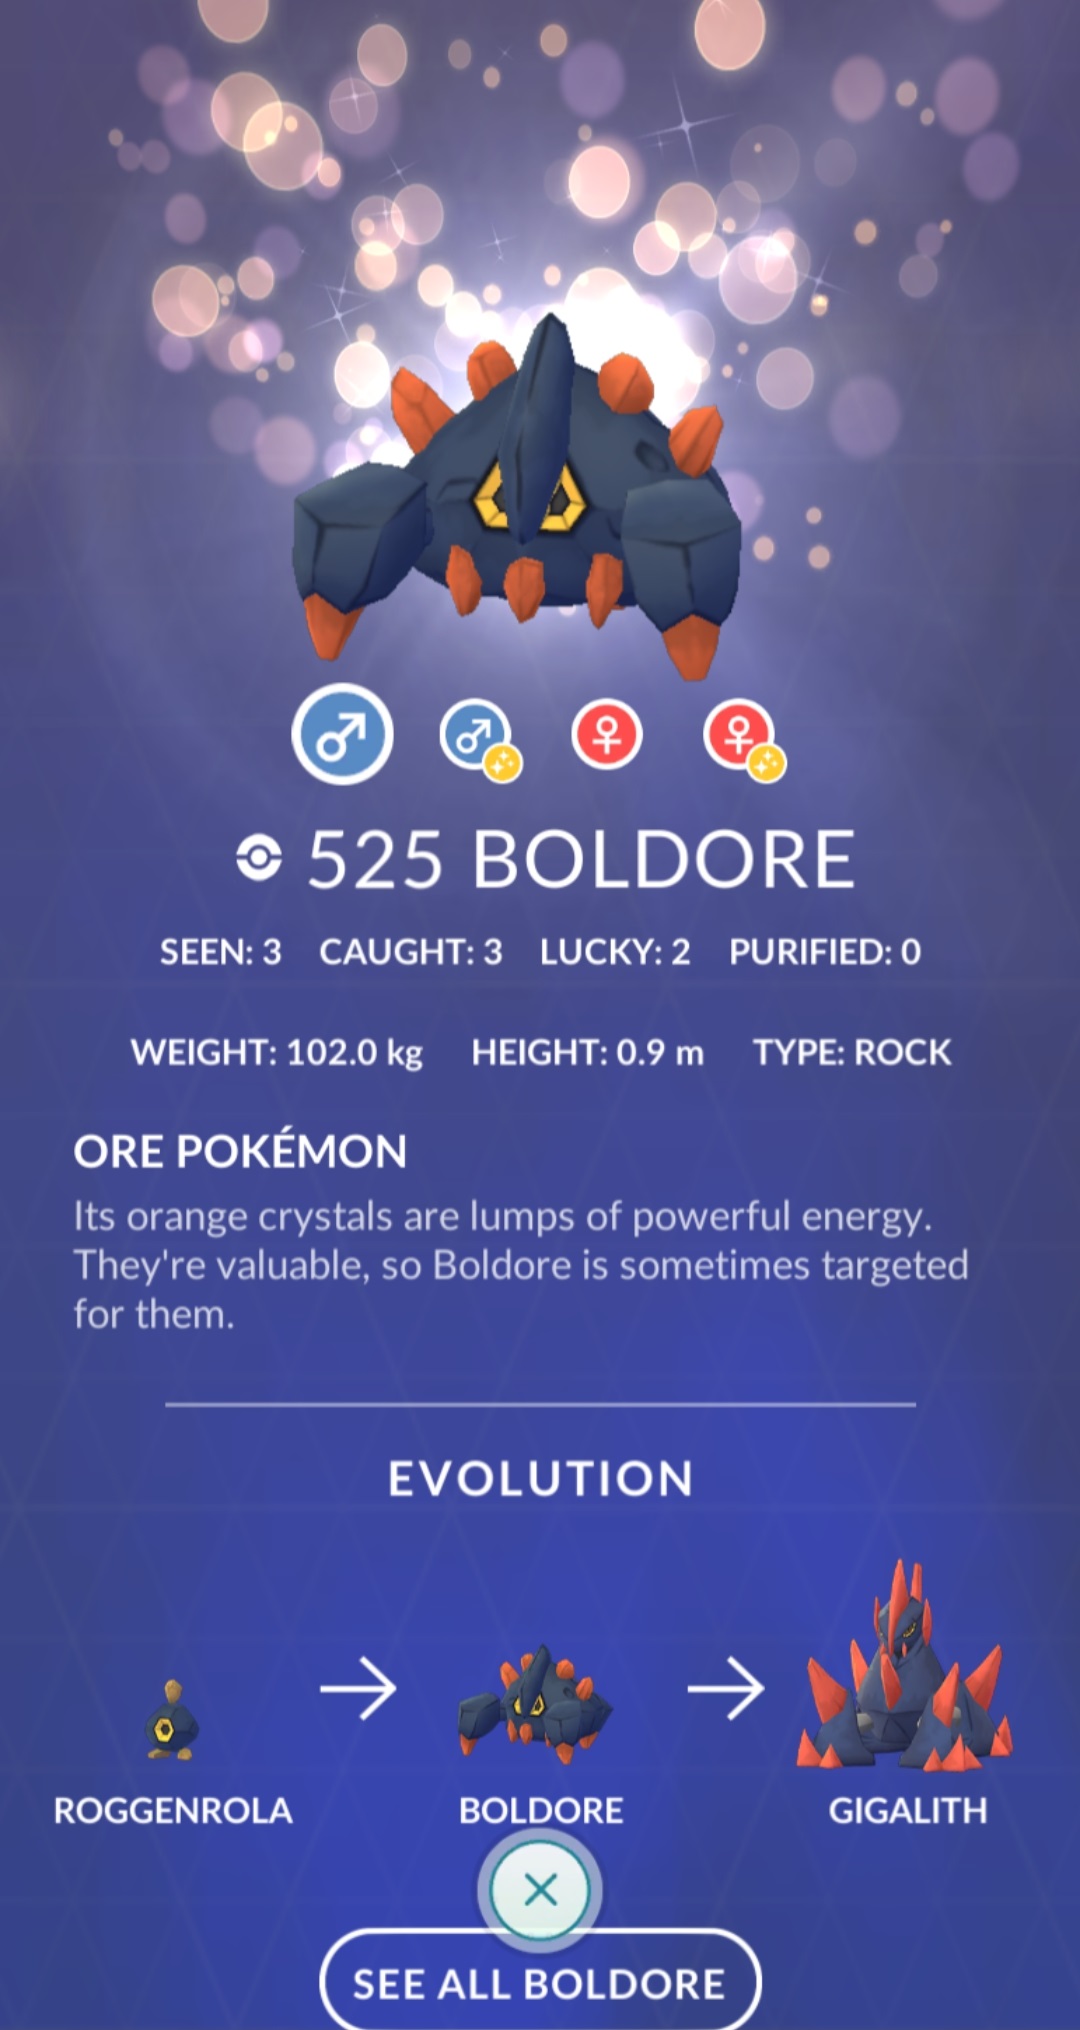 525 BOLDORE
SEEN: 3 CAUGHT: 3 LUCKY: 2 PURIFIED: 0
WEIGHT: 102.0 kg HEIGHT: 0.9 m TYPE: ROCK
ORE POKÉMON
Its orange crystals are lumps of powerful energy.
They're valuable, so Boldore is sometimes targeted
for them.
EVOLUTION
ROGGENROLA BOLDORE GIGALITH
SEE ALL BOLDORE